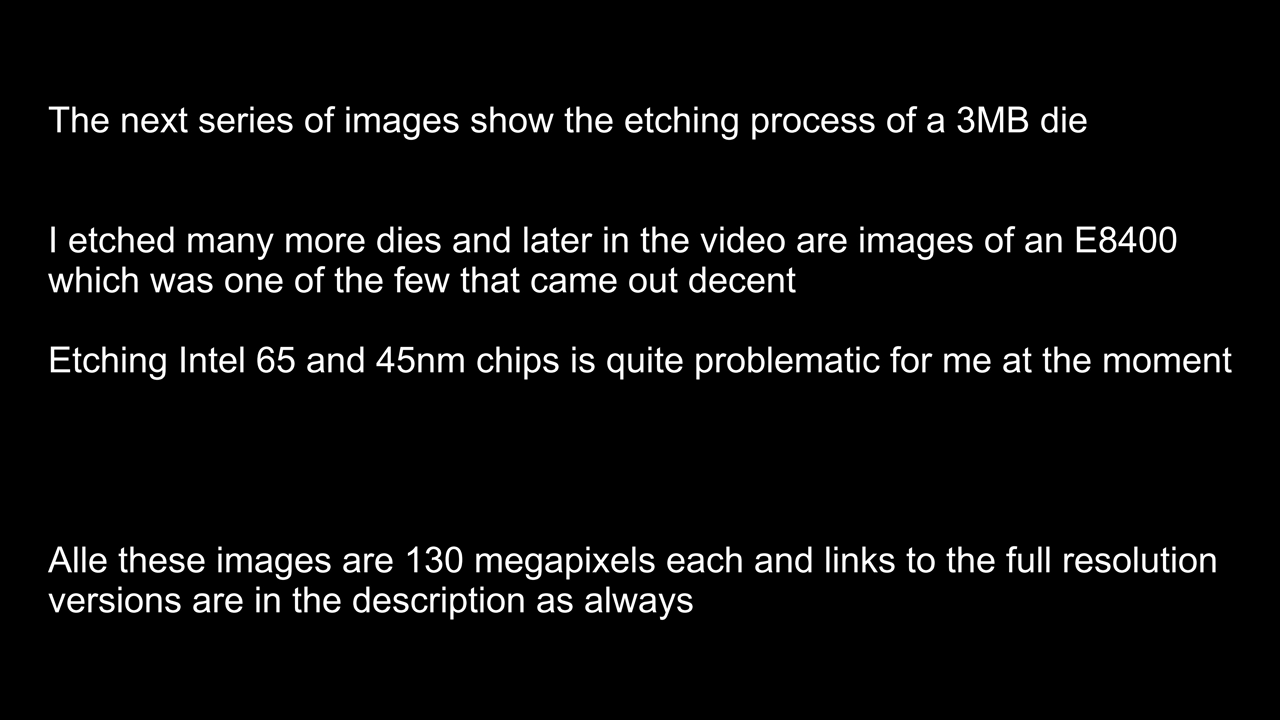 The next series of images show the etching process of a 3MB die
I etched many more dies and later in the video are images of an E8400
which was one of the few that came out decent
Etching Intel 65 and 45nm chips is quite problematic for me at the moment
Alle these images are 130 megapixels each and links to the full resolution
versions are in the description as always